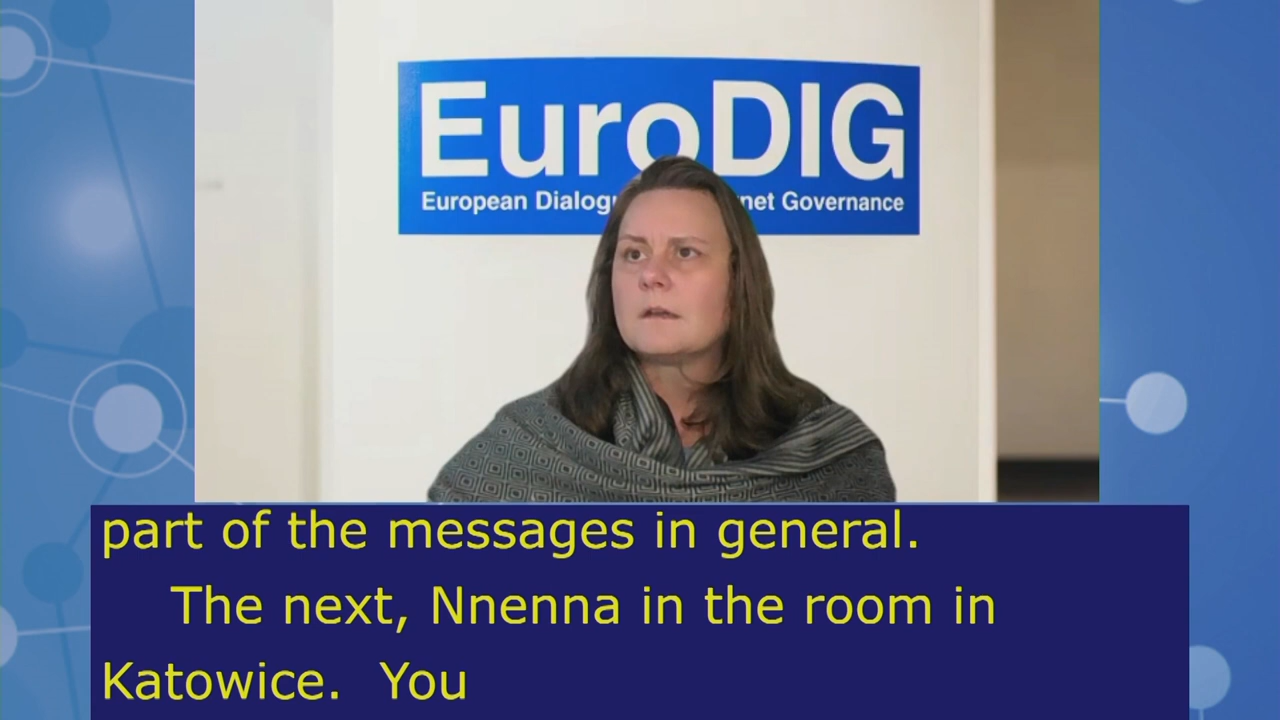 EuroDIG
European Dialog net Governance
part of the messages in general.
The next, Nnenna in the room in
Katowice. You